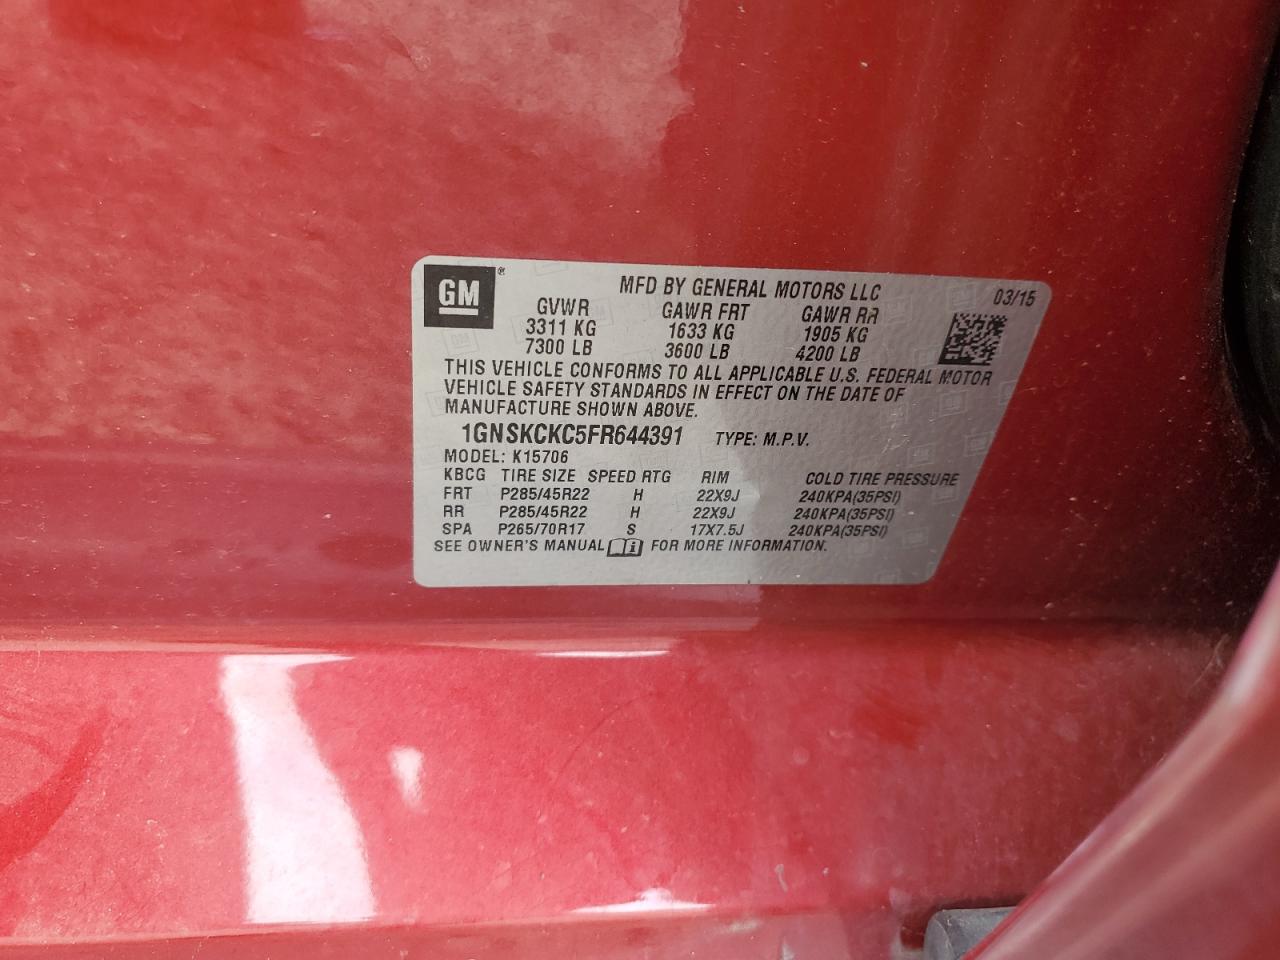 GM ® MFD BY GENERAL MOTORS LLC 03/15
GVWR GAWR FRT GAWR RR
3311 KG 1633 KG 1905 KG
7300 LB 3600 LB 4200 LB
THIS VEHICLE CONFORMS TO ALL APPLICABLE U.S. FEDERAL MOTOR
VEHICLE SAFETY STANDARDS IN EFFECT ON THE DATE OF
MANUFACTURE SHOWN ABOVE.
1GNSKCKC5FR644391 TYPE: M.P.V.
MODEL: K15706
KBCG TIRE SIZE SPEED RTG RIM COLD TIRE PRESSURE
FRT P285/45R22 H 22X9J 240KPA(35PSI)
RR P285/45R22 H 22X9J 240KPA(35PSI)
SPA P265/70R17 S 17X7.5J 240KPA(35PSI)
SEE OWNER'S MANUAL FOR MORE INFORMATION.